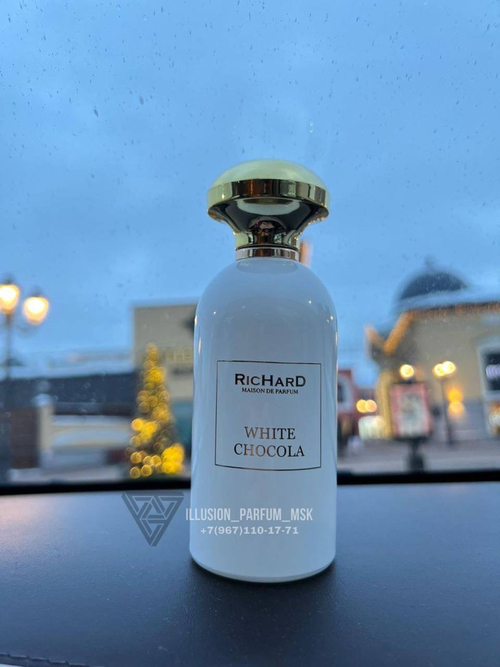 RICHARD
MAISON DE PARFUM
WHITE
CHOCOLA
ILLUSION_PARFUM_MSK
+7(967)110-17-71